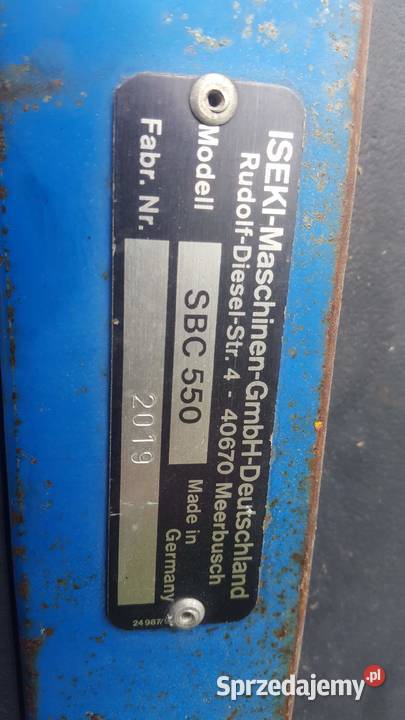 ISEKI-Maschinen-GmbH-Deutschland
Rudolf-Diesel-Str. 4 - 40670 Meerbusch
Modell SBC 550 Made in Germany
Fabr. Nr. 2019
Sprzedajemy.pl